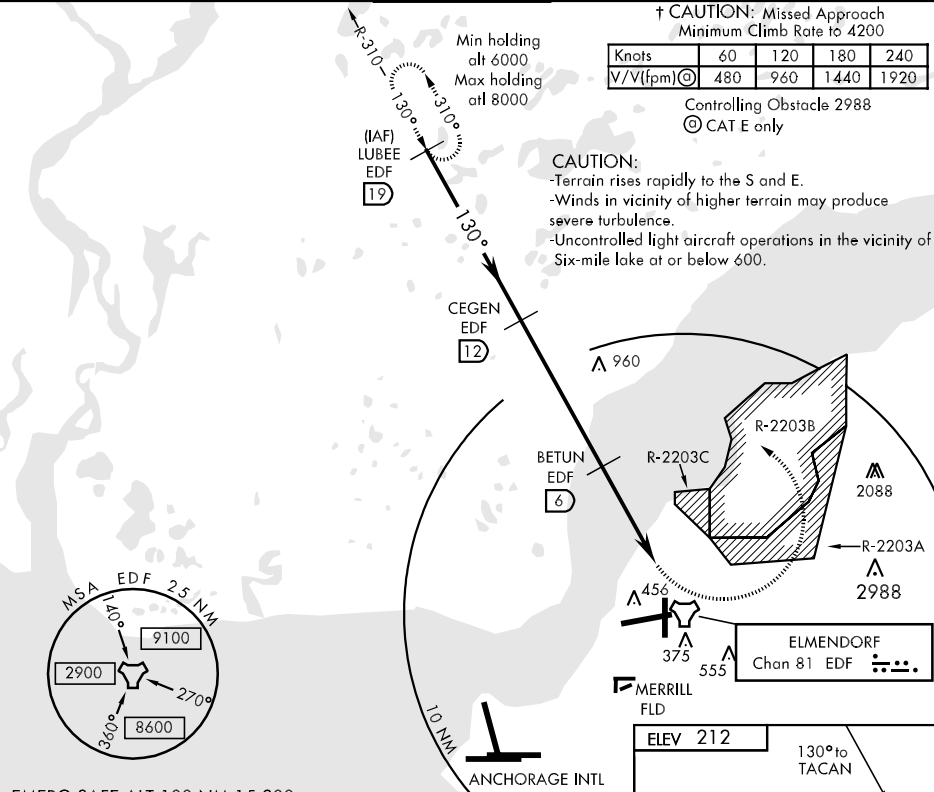 † CAUTION: Missed Approach
Minimum Climb Rate to 4200
Knots 60 120 180 240
V/V(fpm)ⓐ 480 960 1440 1920
Controlling Obstacle 2988
ⓐ CAT E only
R-310
Min holding
alt 6000
Max holding
atl 8000
130°
310°
(IAF)
LUBEE
EDF
19
CAUTION:
-Terrain rises rapidly to the S and E.
-Winds in vicinity of higher terrain may produce
severe turbulence.
-Uncontrolled light aircraft operations in the vicinity of
Six-mile lake at or below 600.
130°
CEGEN
EDF
12
960
R-2203B
BETUN
EDF
6
R-2203C
2088
R-2203A
2988
456
375
555
ELMENDORF
Chan 81 EDF
MERRILL
FLD
MSA EDF 25 NM
140°
9100
2900
270°
360°
8600
10 NM
ANCHORAGE INTL
ELEV 212
130° to
TACAN